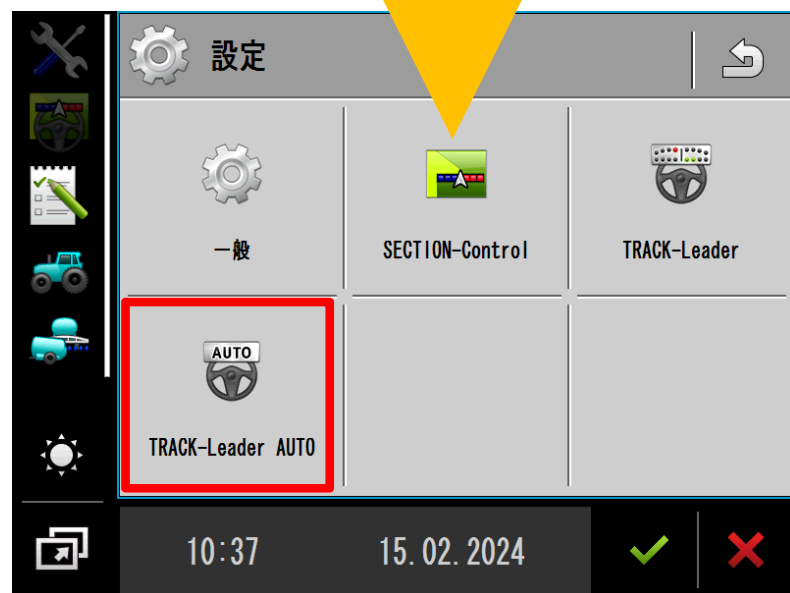 設定
一般
SECTION-Control
TRACK-Leader
AUTO
TRACK-Leader AUTO
10:37
15.02.2024